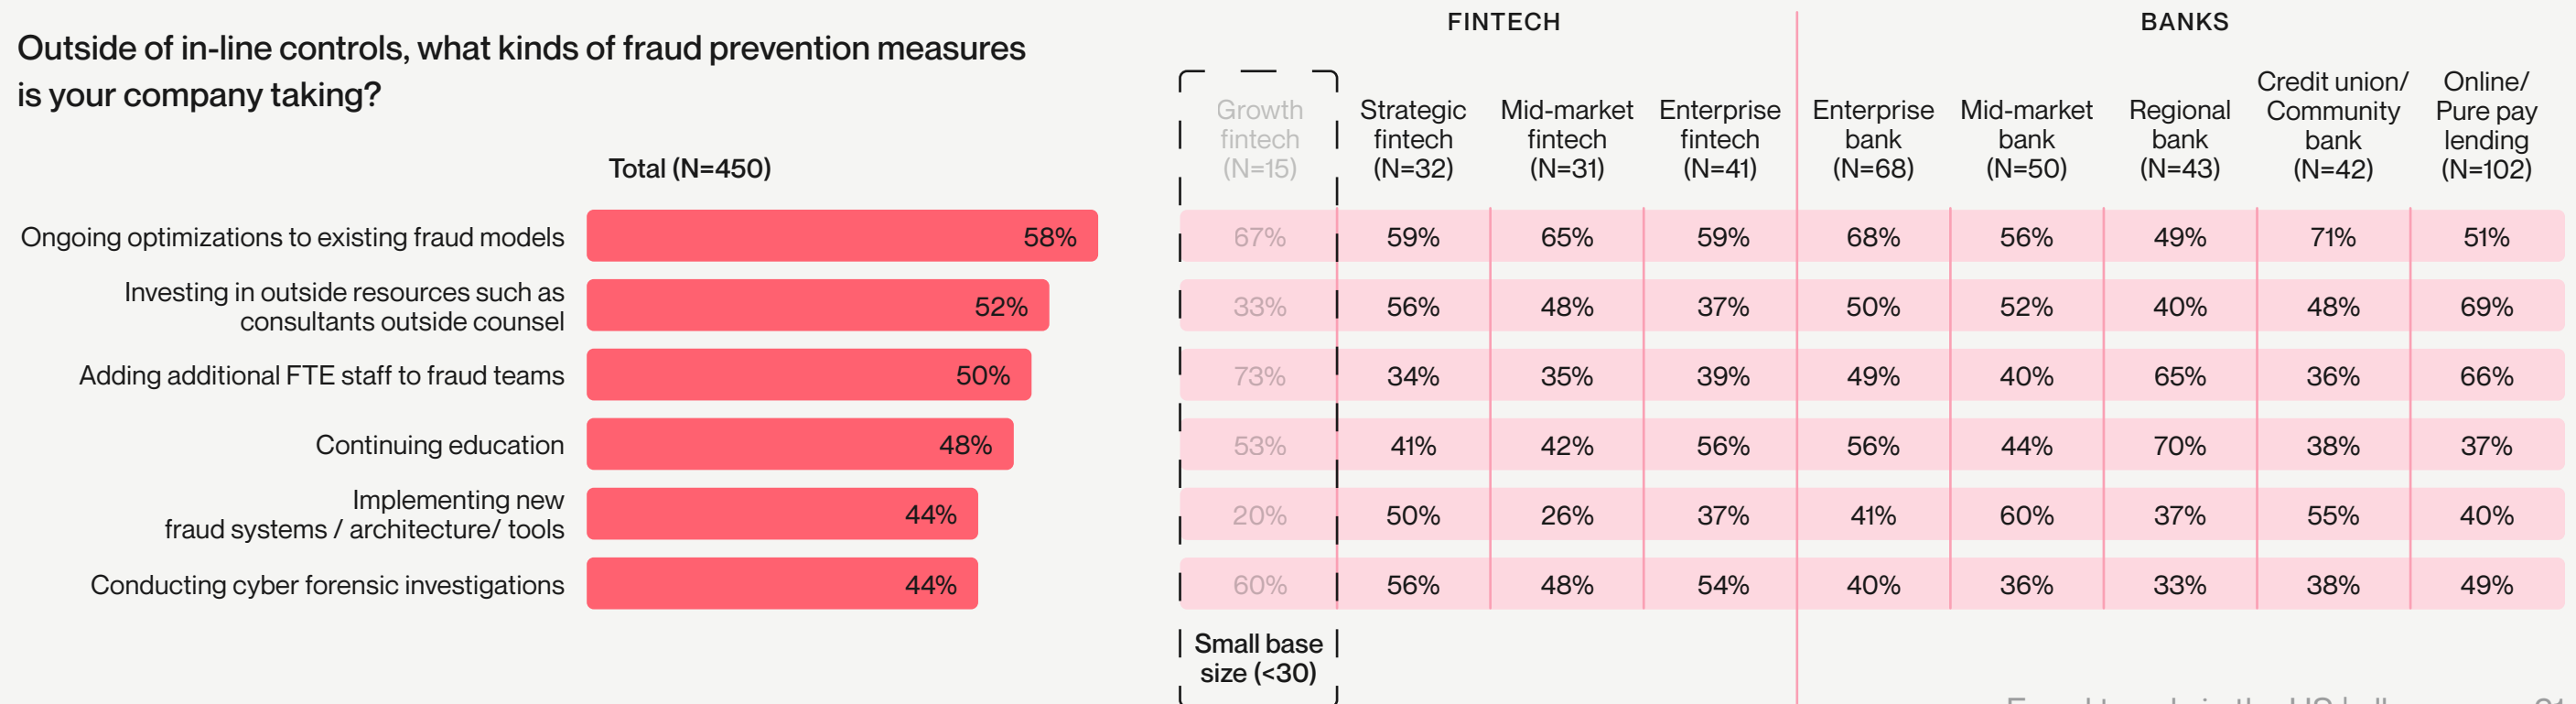 Outside of in-line controls, what kinds of fraud prevention measures
is your company taking?
FINTECH
BANKS
Total (N=450)
Growth
fintech
(N=15)
Strategic
fintech
(N=32)
Mid-market
fintech
(N=31)
Enterprise
fintech
(N=41)
Enterprise
bank
(N=68)
Mid-market
bank
(N=50)
Regional
bank
(N=43)
Credit union/
Community
bank
(N=42)
Online/
Pure pay
lending
(N=102)
Ongoing optimizations to existing fraud models
58% 67% 59% 65% 59% 68% 56% 49% 71% 51%
Investing in outside resources such as
consultants outside counsel
52% 33% 56% 48% 37% 50% 52% 40% 48% 69%
Adding additional FTE staff to fraud teams
50% 73% 34% 35% 39% 49% 40% 65% 36% 66%
Continuing education
48% 53% 41% 42% 56% 56% 44% 70% 38% 37%
Implementing new
fraud systems / architecture/ tools
44% 20% 50% 26% 37% 41% 60% 37% 55% 40%
Conducting cyber forensic investigations
44% 60% 56% 48% 54% 40% 36% 33% 38% 49%
Small base
size (<30)